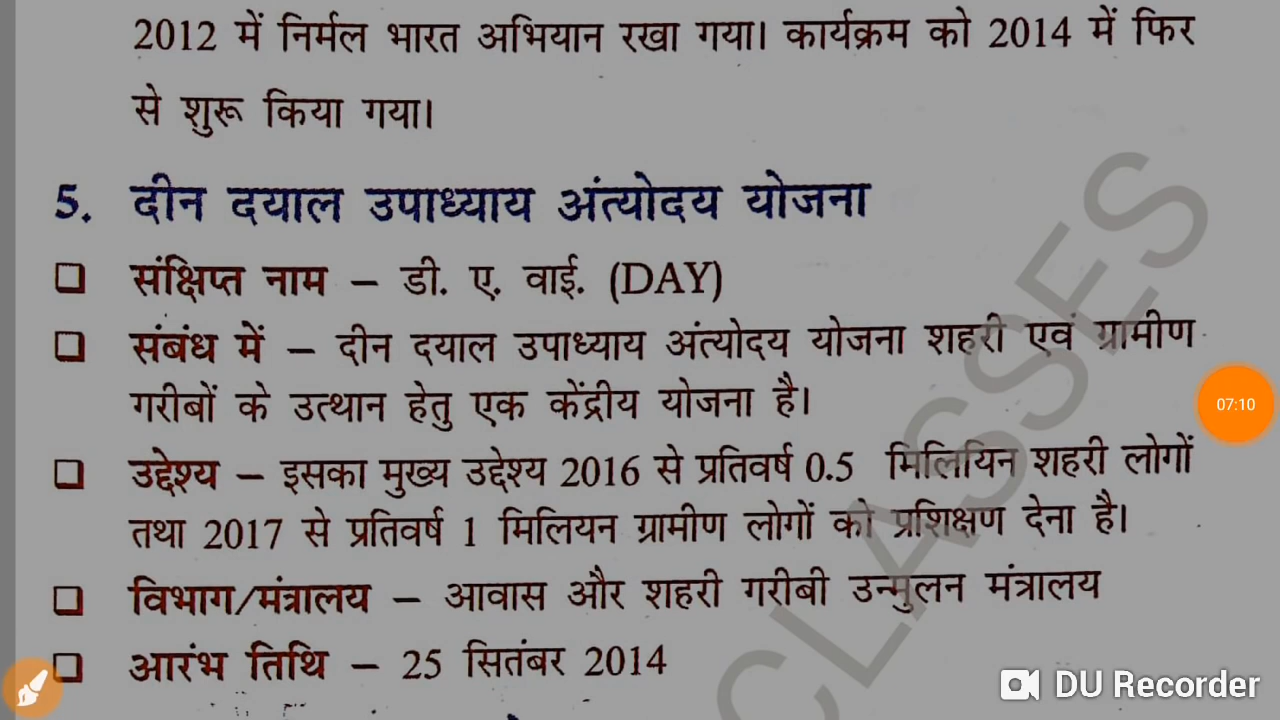 2012 में निर्मल भारत अभियान रखा गया। कार्यक्रम को 2014 में फिर
से शुरू किया गया।
5. दीन दयाल उपाध्याय अंत्योदय योजना
❑ संक्षिप्त नाम – डी. ए. वाई. (DAY)
❑ संबंध में – दीन दयाल उपाध्याय अंत्योदय योजना शहरी एवं ग्रामीण
गरीबों के उत्थान हेतु एक केंद्रीय योजना है।
❑ उद्देश्य – इसका मुख्य उद्देश्य 2016 से प्रतिवर्ष 0.5 मिलियिन शहरी लोगों
तथा 2017 से प्रतिवर्ष 1 मिलियन ग्रामीण लोगों को प्रशिक्षण देना है।
❑ विभाग/मंत्रालय – आवास और शहरी गरीबी उन्मुलन मंत्रालय
❑ आरंभ तिथि – 25 सितंबर 2014
CLASSES
07:10
DU Recorder